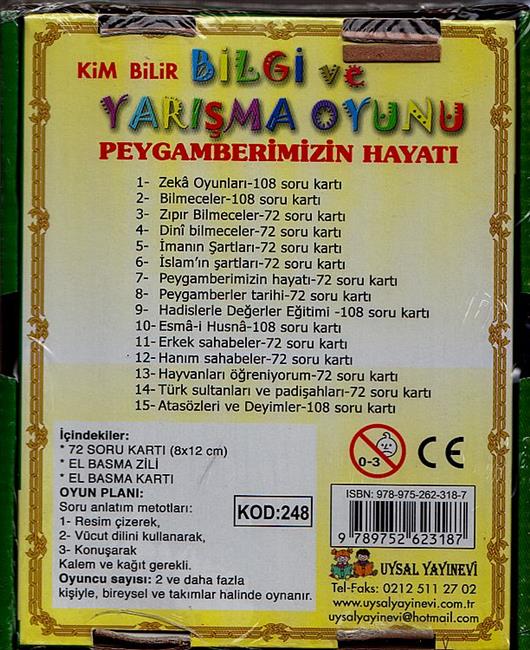 KiM BiLiR BiLGi ve
YARIŞMA OYUNU
PEYGAMBERİMİZİN HAYATI
1- Zekâ Oyunları-108 soru kartı
2- Bilmeceler-108 soru kartı
3- Zıpır Bilmeceler-72 soru kartı
4- Dinî bilmeceler-72 soru kartı
5- İmanın Şartları-72 soru kartı
6- İslam'ın şartları-72 soru kartı
7- Peygamberimizin hayatı-72 soru kartı
8- Peygamberler tarihi-72 soru kartı
9- Hadislerle Değerler Eğitimi -108 soru kartı
10- Esmâ-i Husnâ-108 soru kartı
11- Erkek sahabeler-72 soru kartı
12- Hanım sahabeler-72 soru kartı
13- Hayvanları öğreniyorum-72 soru kartı
14- Türk sultanları ve padişahları-72 soru kartı
15- Atasözleri ve Deyimler-108 soru kartı
İçindekiler:
* 72 SORU KARTI (8x12 cm)
* EL BASMA ZİLİ
* EL BASMA KARTI
OYUN PLANI:
Soru anlatım metotları:
1- Resim çizerek,
2- Vücut dilini kullanarak,
3- Konuşarak
Kalem ve kağıt gerekli.
Oyuncu sayısı: 2 ve daha fazla
kişiyle, bireysel ve takımlar halinde oynanır.
KOD:248
0-3
CE
ISBN: 978-975-262-318-7
9 789752 623187
UYSAL YAYINEVİ
Tel-Faks: 0212 511 27 02
www.uysalyayinevi.com.tr
uysalyayinevi@hotmail.com